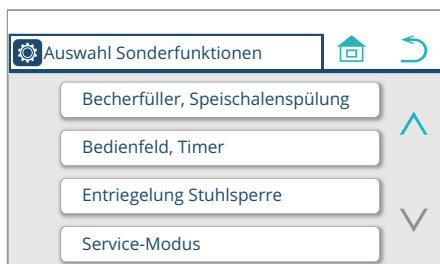 Auswahl Sonderfunktionen
Becherfüller, Speischalenspülung
Bedienfeld, Timer
Entriegelung Stuhlsperre
Service-Modus